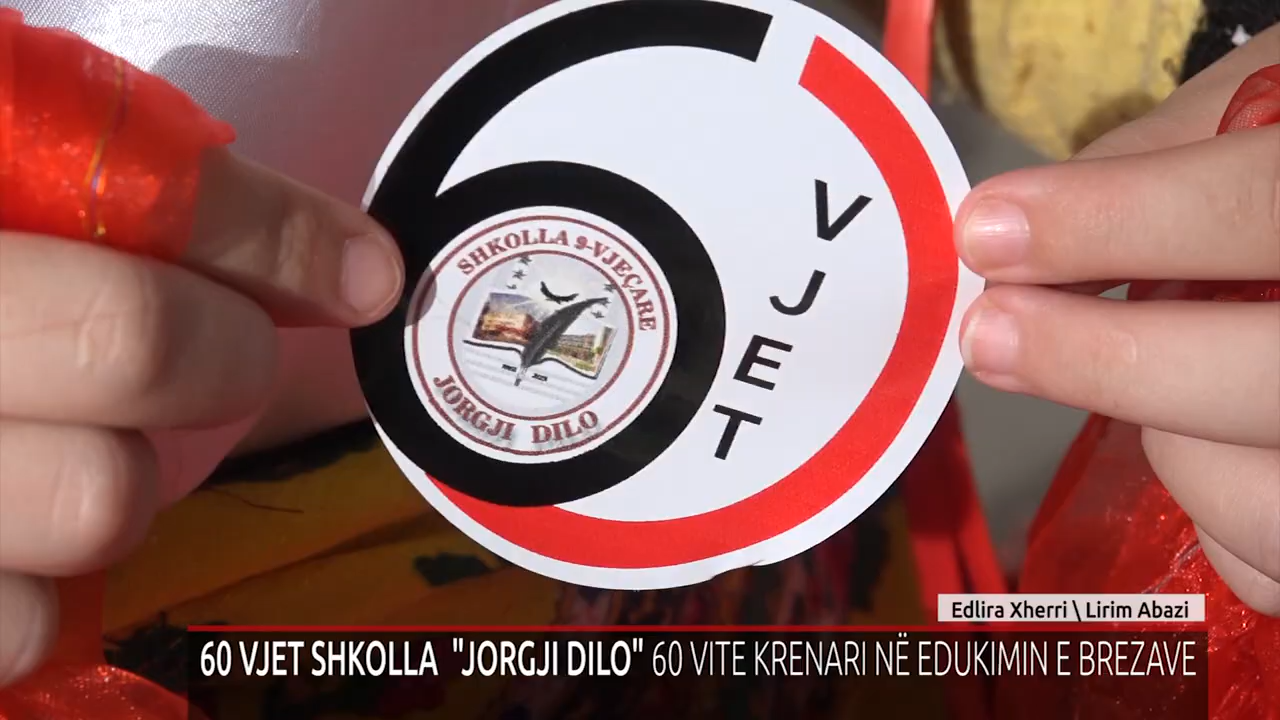 VJET
SHKOLLA 9-VJEÇARE
JORGJI DILO
Edlira Xherri \ Lirim Abazi
60 VJET SHKOLLA "JORGJI DILO" 60 VITE KRENARI NË EDUKIMIN E BREZAVE